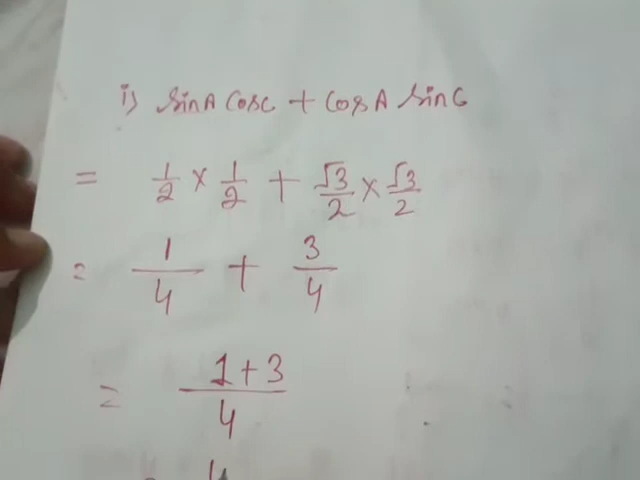 i) sinA cosC + cosA sinC
= 1/2 × 1/2 + √3/2 × √3/2
= 1/4 + 3/4
= 1+3/4
= 4